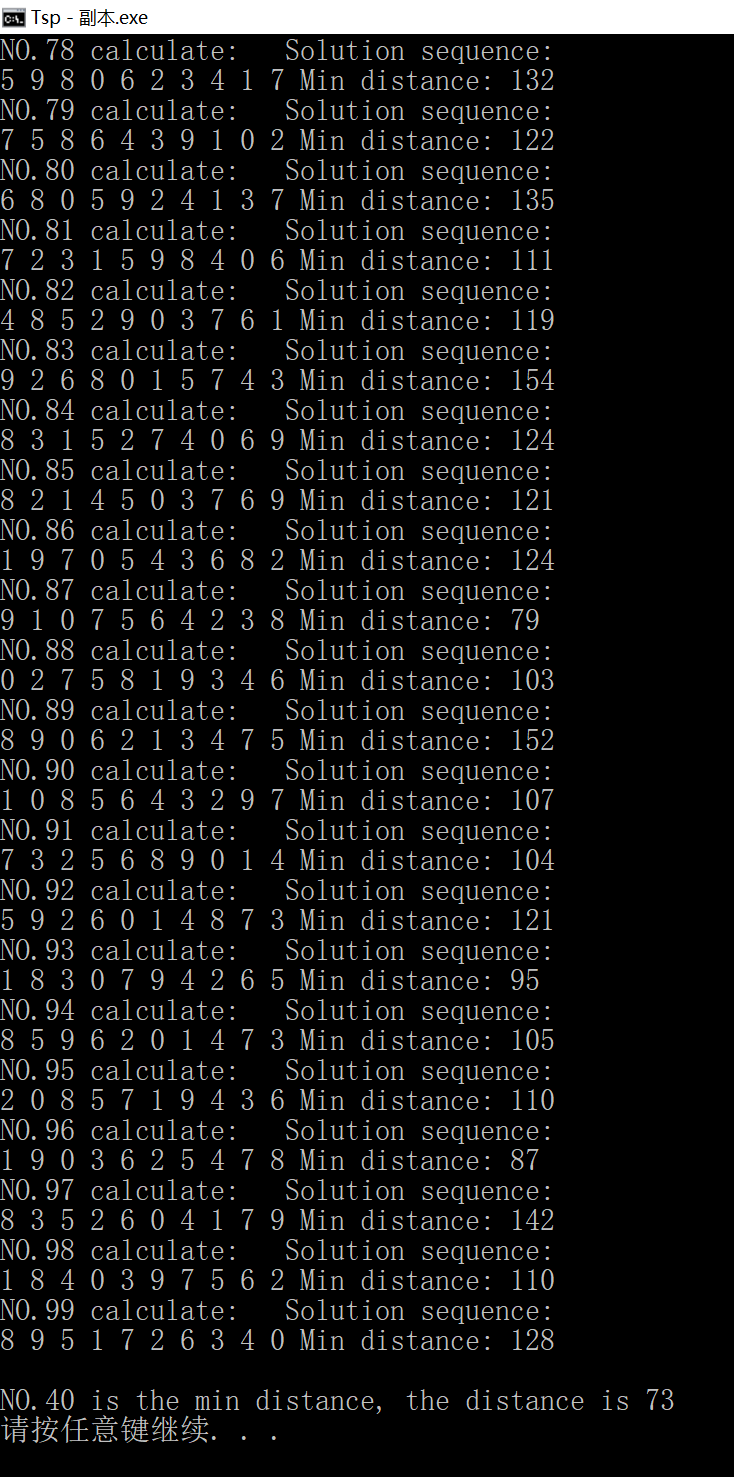 Tsp - 副本.exe
NO.78 calculate:   Solution sequence:
5 9 8 0 6 2 3 4 1 7 Min distance: 132
NO.79 calculate:   Solution sequence:
7 5 8 6 4 3 9 1 0 2 Min distance: 122
NO.80 calculate:   Solution sequence:
6 8 0 5 9 2 4 1 3 7 Min distance: 135
NO.81 calculate:   Solution sequence:
7 2 3 1 5 9 8 4 0 6 Min distance: 111
NO.82 calculate:   Solution sequence:
4 8 5 2 9 0 3 7 6 1 Min distance: 119
NO.83 calculate:   Solution sequence:
9 2 6 8 0 1 5 7 4 3 Min distance: 154
NO.84 calculate:   Solution sequence:
8 3 1 5 2 7 4 0 6 9 Min distance: 124
NO.85 calculate:   Solution sequence:
8 2 1 4 5 0 3 7 6 9 Min distance: 121
NO.86 calculate:   Solution sequence:
1 9 7 0 5 4 3 6 8 2 Min distance: 124
NO.87 calculate:   Solution sequence:
9 1 0 7 5 6 4 2 3 8 Min distance: 79
NO.88 calculate:   Solution sequence:
0 2 7 5 8 1 9 3 4 6 Min distance: 103
NO.89 calculate:   Solution sequence:
8 9 0 6 2 1 3 4 7 5 Min distance: 152
NO.90 calculate:   Solution sequence:
1 0 8 5 6 4 3 2 9 7 Min distance: 107
NO.91 calculate:   Solution sequence:
7 3 2 5 6 8 9 0 1 4 Min distance: 104
NO.92 calculate:   Solution sequence:
5 9 2 6 0 1 4 8 7 3 Min distance: 121
NO.93 calculate:   Solution sequence:
1 8 3 0 7 9 4 2 6 5 Min distance: 95
NO.94 calculate:   Solution sequence:
8 5 9 6 2 0 1 4 7 3 Min distance: 105
NO.95 calculate:   Solution sequence:
2 0 8 5 7 1 9 4 3 6 Min distance: 110
NO.96 calculate:   Solution sequence:
1 9 0 3 6 2 5 4 7 8 Min distance: 87
NO.97 calculate:   Solution sequence:
8 3 5 2 6 0 4 1 7 9 Min distance: 142
NO.98 calculate:   Solution sequence:
1 8 4 0 3 9 7 5 6 2 Min distance: 110
NO.99 calculate:   Solution sequence:
8 9 5 1 7 2 6 3 4 0 Min distance: 128
NO.40 is the min distance, the distance is 73
请按任意键继续. . .